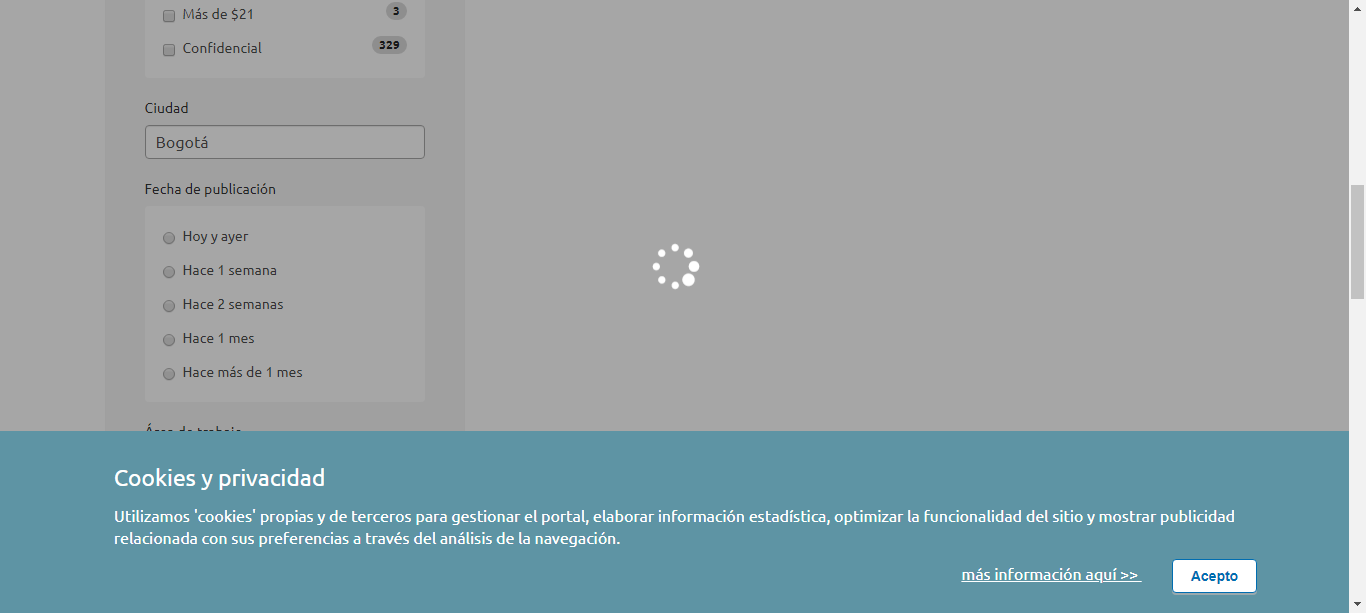 Más de $21 3
Confidencial 329
Ciudad
Bogotá
Fecha de publicación
Hoy y ayer
Hace 1 semana
Hace 2 semanas
Hace 1 mes
Hace más de 1 mes
Área de trabajo
Cookies y privacidad
Utilizamos 'cookies' propias y de terceros para gestionar el portal, elaborar información estadística, optimizar la funcionalidad del sitio y mostrar publicidad
relacionada con sus preferencias a través del análisis de la navegación.
más información aquí >> Acepto